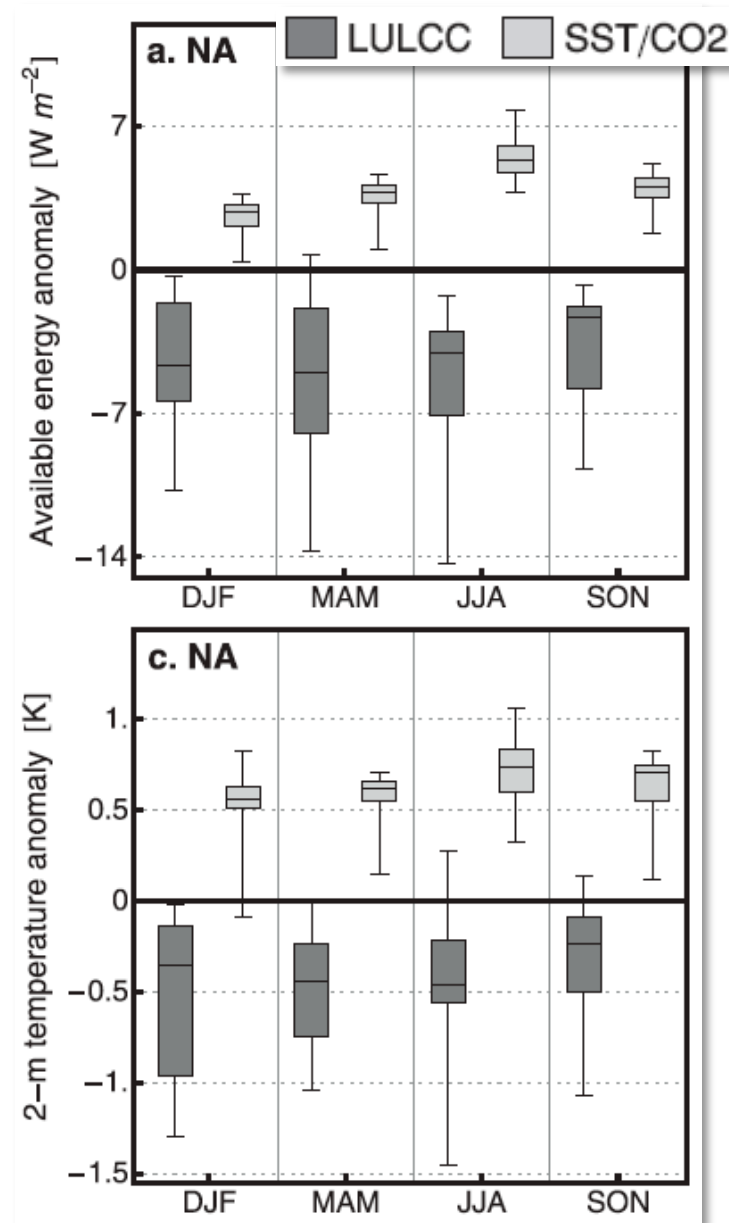 LULCC SST/CO2
a. NA
Available energy anomaly [W m−2]
7
0
−7
−14
DJF MAM JJA SON
c. NA
2−m temperature anomaly [K]
1.
0.5
0
−0.5
−1.
−1.5
DJF MAM JJA SON